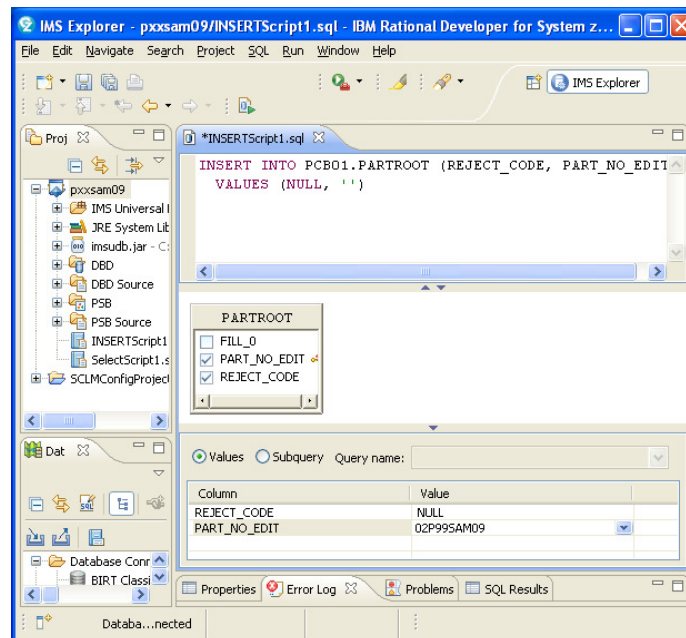 IMS Explorer - pxxsam09/INSERTScript1.sql - IBM Rational Developer for System z...
File Edit Navigate Search Project SQL Run Window Help
IMS Explorer
Proj
*INSERTScript1.sql
INSERT INTO PCB01.PARTROOT (REJECT_CODE, PART_NO_EDIT
VALUES (NULL, '')
pxxsam09
IMS Universal
JRE System Lib
imsudb.jar - C:
DBD
DBD Source
PSB
PSB Source
INSERTScript1
SelectScript1.s
SCLMConfigProject
PARTROOT
FILL_0
PART_NO_EDIT
REJECT_CODE
Dat
Values Subquery Query name:
Column Value
REJECT_CODE NULL
PART_NO_EDIT 02P99SAM09
Database Conr
BIRT Classi
Properties Error Log Problems SQL Results
Databa...nected